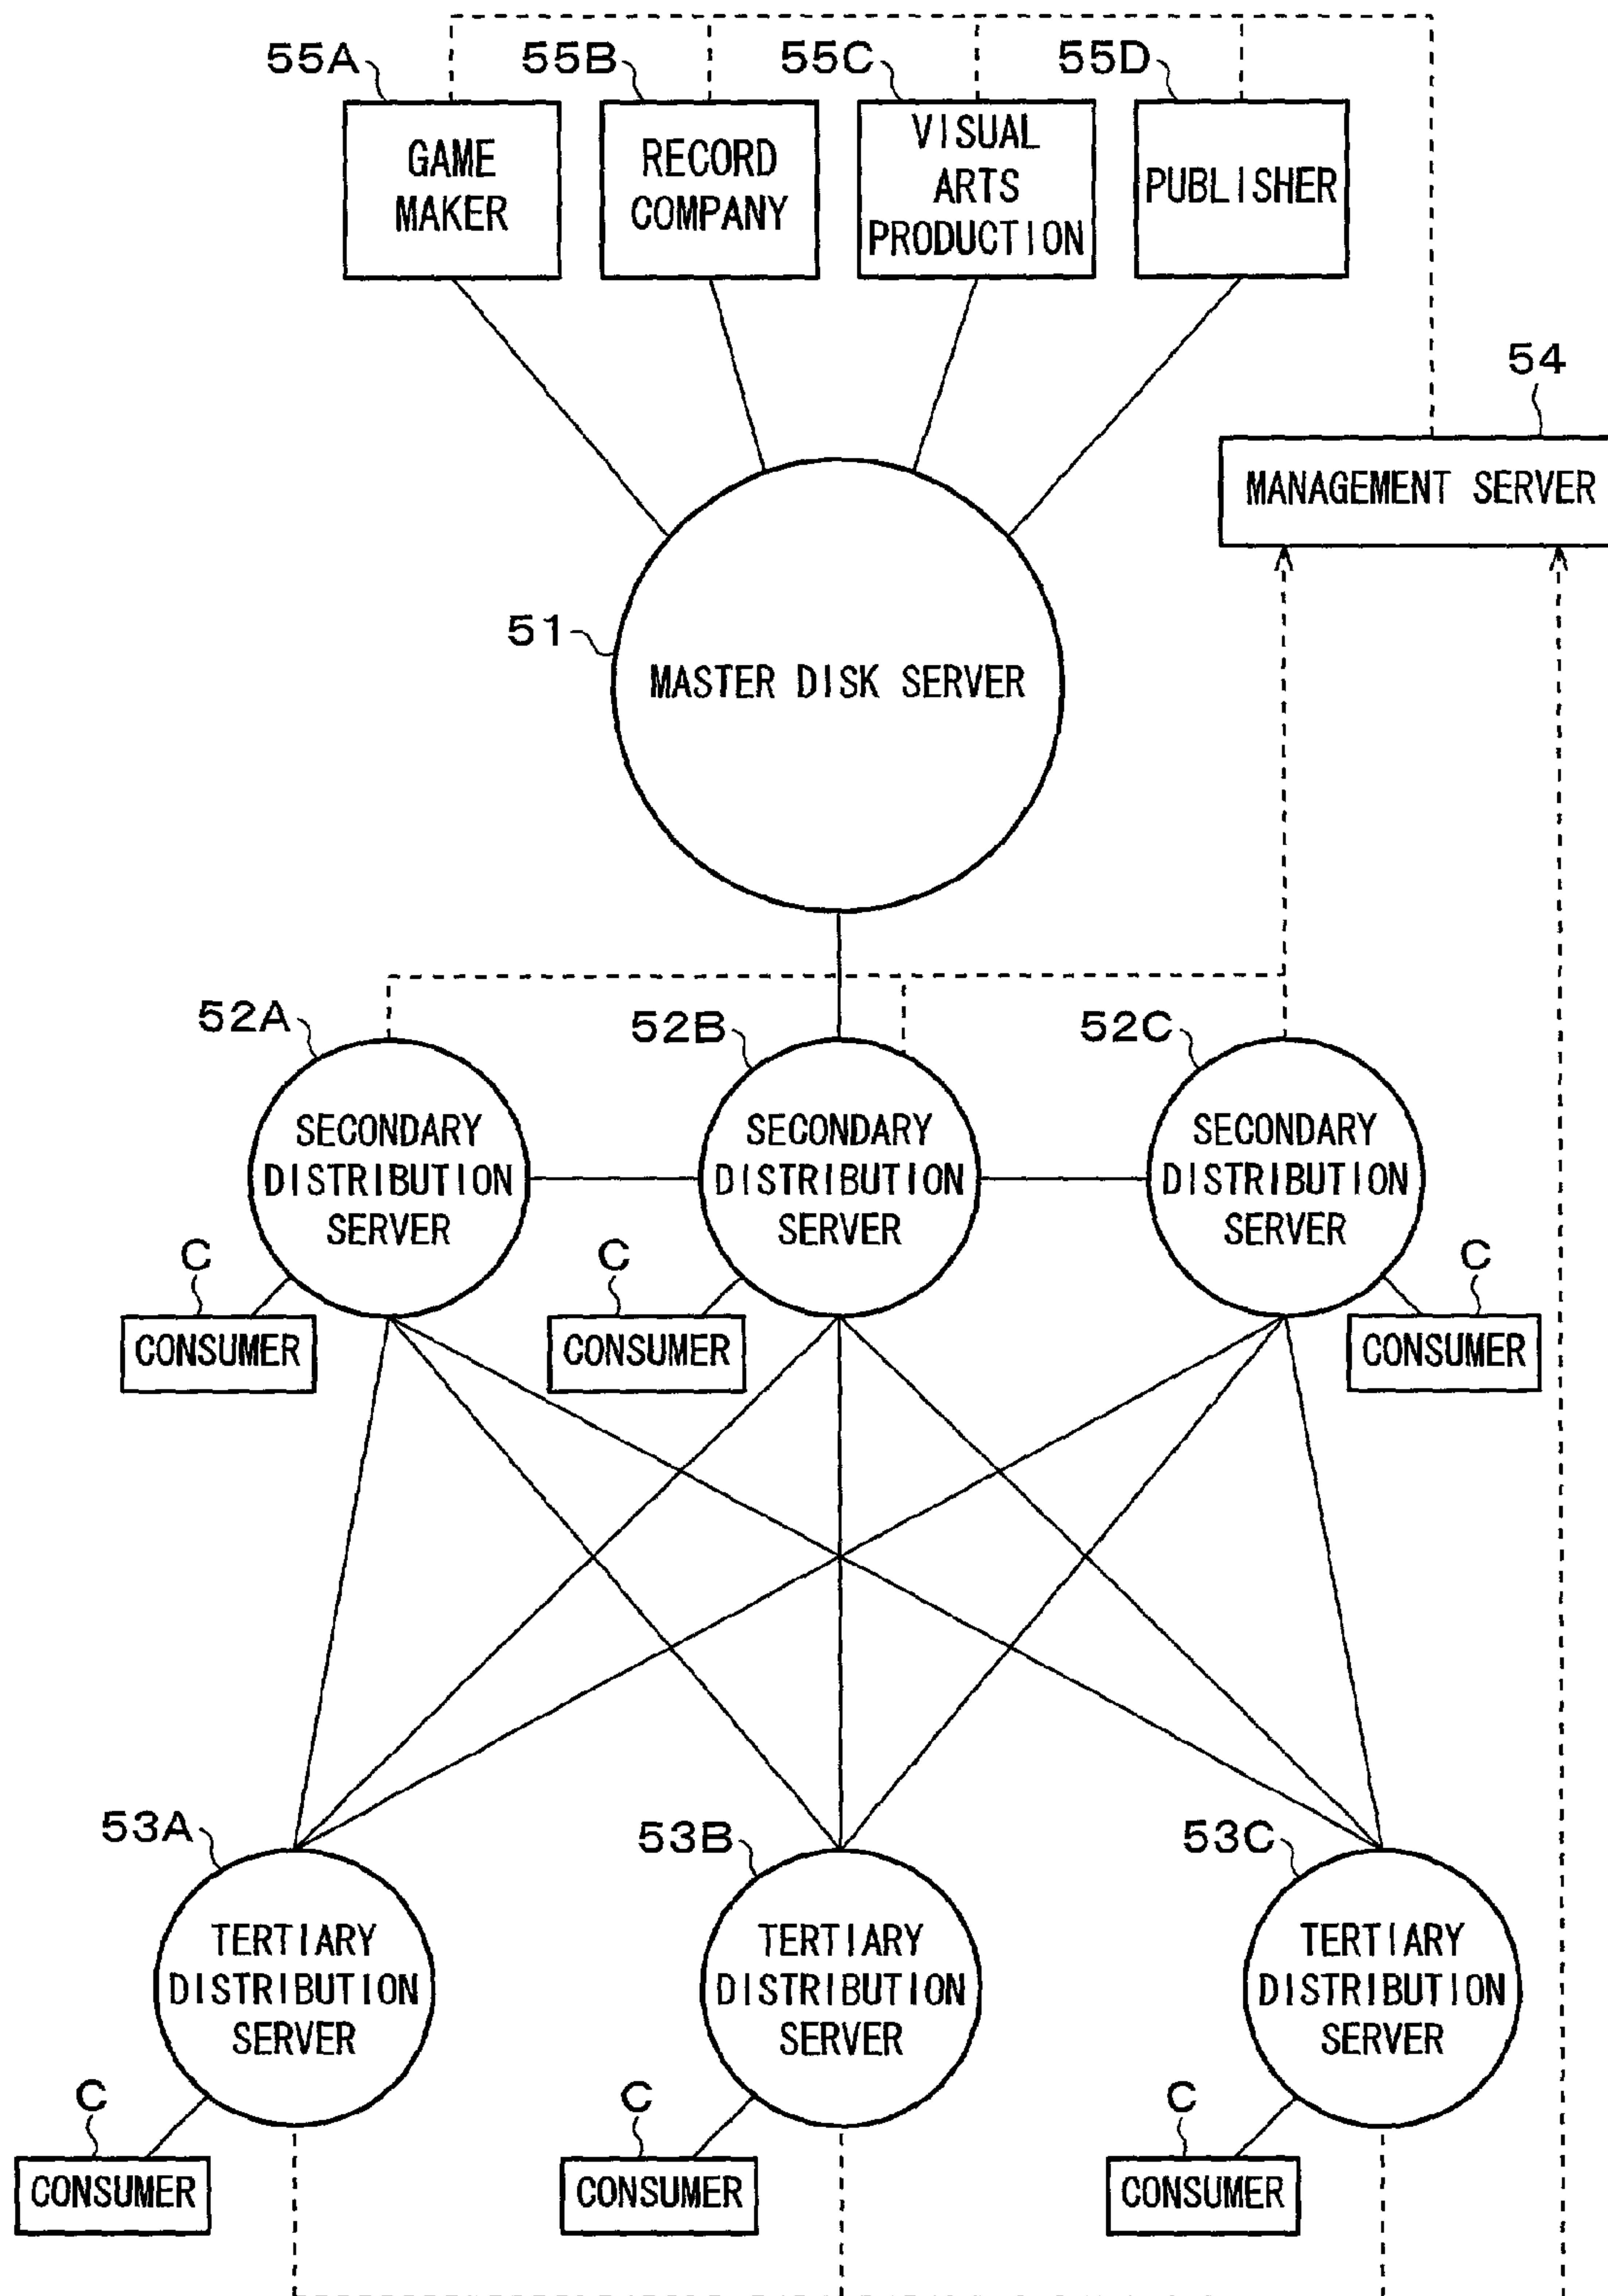 55A
55B
55C
55D
GAME
MAKER
RECORD
COMPANY
VISUAL
ARTS
PRODUCTION
PUBLISHER
54
MANAGEMENT SERVER
51
MASTER DISK SERVER
52A
52B
52C
SECONDARY
DISTRIBUTION
SERVER
SECONDARY
DISTRIBUTION
SERVER
SECONDARY
DISTRIBUTION
SERVER
C
CONSUMER
C
CONSUMER
C
CONSUMER
53A
53B
53C
TERTIARY
DISTRIBUTION
SERVER
TERTIARY
DISTRIBUTION
SERVER
TERTIARY
DISTRIBUTION
SERVER
C
CONSUMER
C
CONSUMER
C
CONSUMER